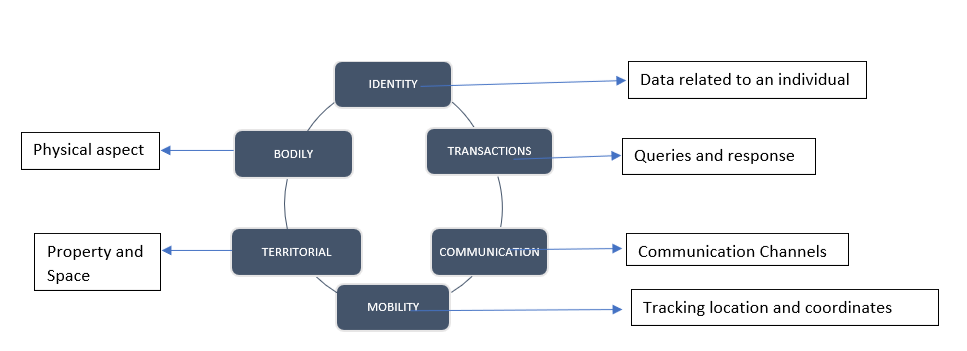 IDENTITY
Data related to an individual
Physical aspect
BODILY
TRANSACTIONS
Queries and response
Property and
Space
TERRITORIAL
COMMUNICATION
Communication Channels
MOBILITY
Tracking location and coordinates